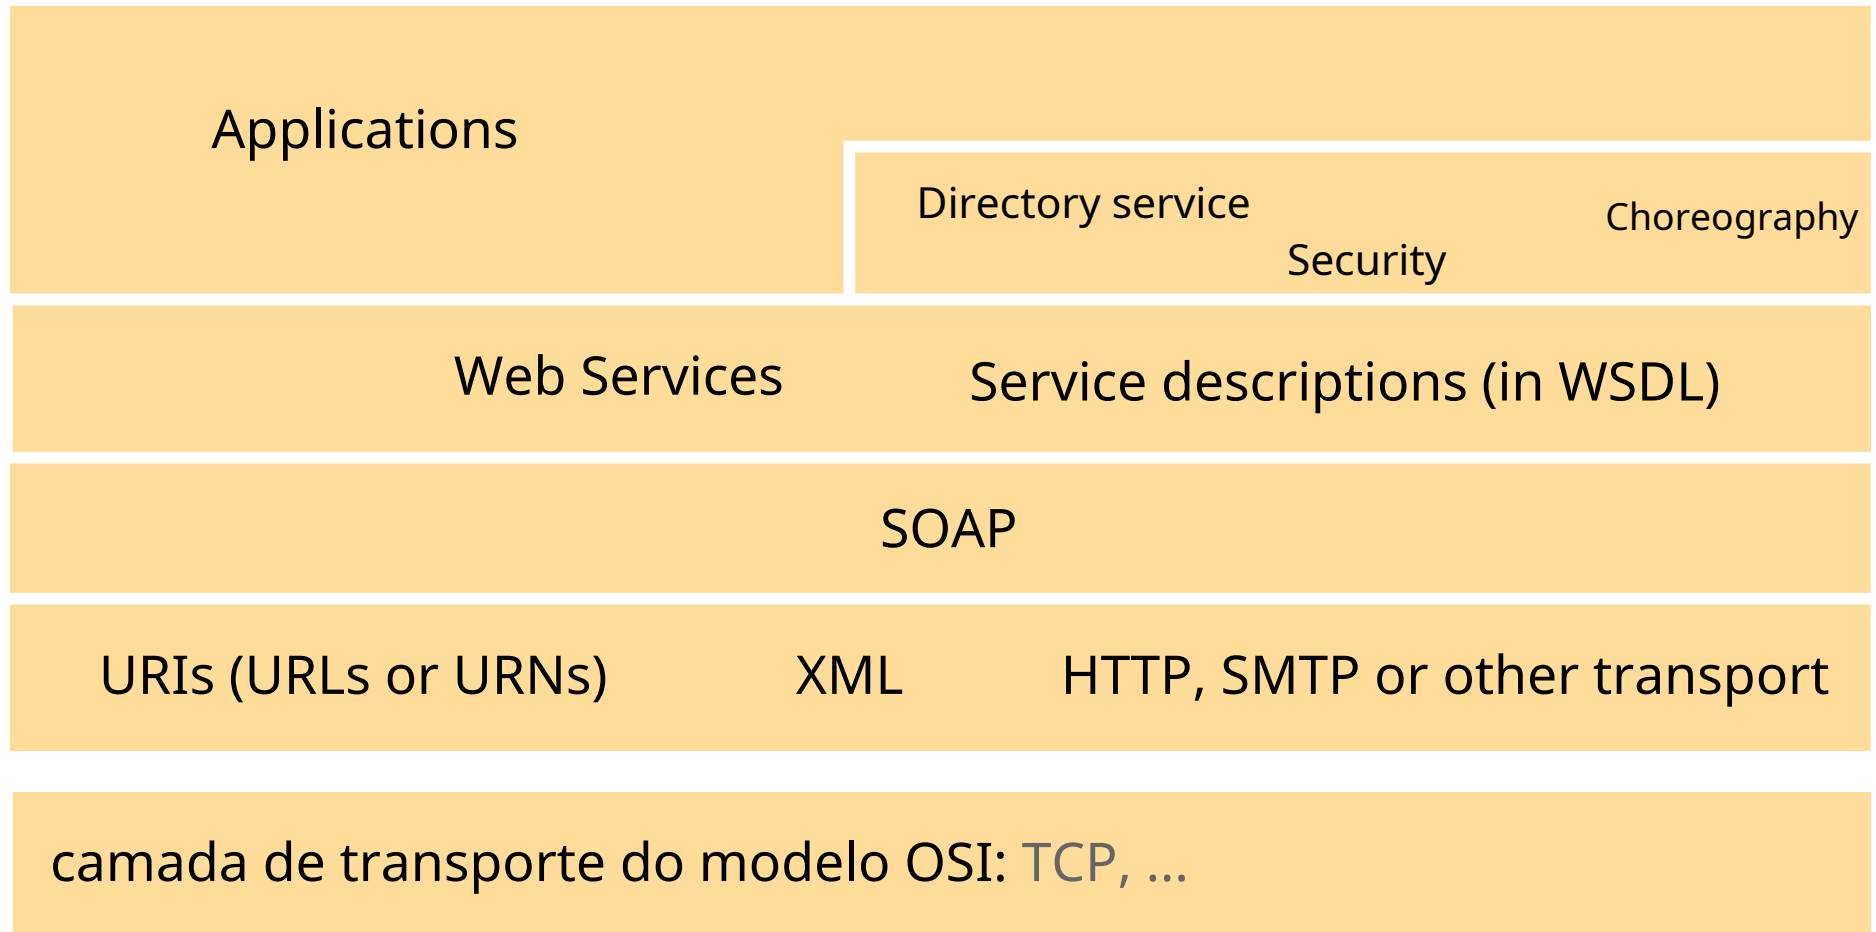 Applications
Directory service
Choreography
Security
Web Services
Service descriptions (in WSDL)
SOAP
URIs (URLs or URNs)
XML
HTTP, SMTP or other transport
camada de transporte do modelo OSI: TCP, ...